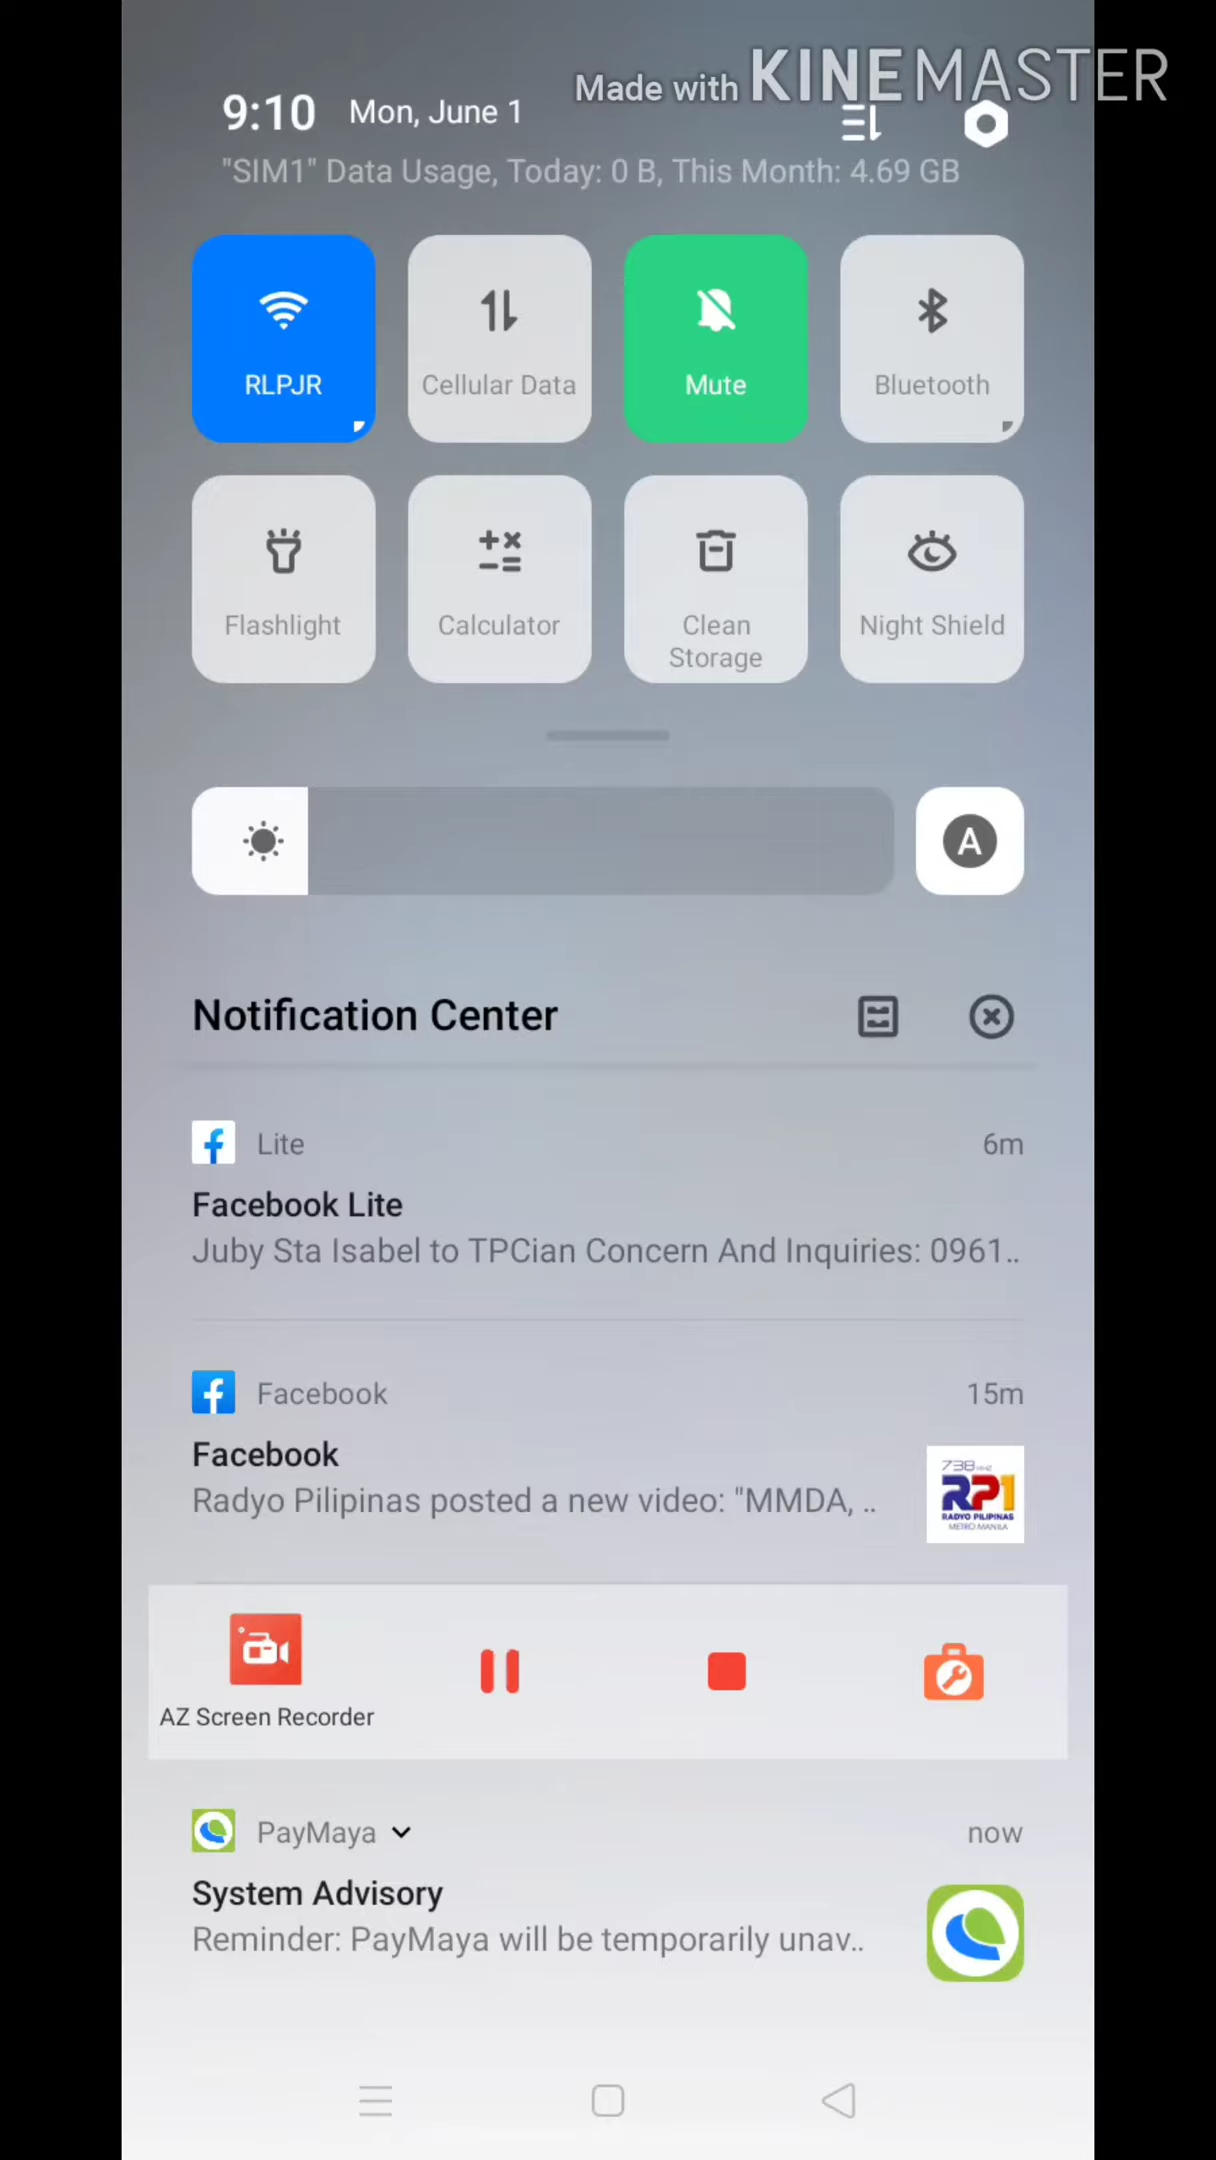 Made with KINEMASTER
9:10 Mon, June 1
"SIM1" Data Usage, Today: 0 B, This Month: 4.69 GB
RLPJR
Cellular Data
Mute
Bluetooth
Flashlight
Calculator
Clean
Storage
Night Shield
A
Notification Center
Lite 6m
Facebook Lite
Juby Sta Isabel to TPCian Concern And Inquiries: 0961..
Facebook 15m
Facebook
Radyo Pilipinas posted a new video: "MMDA, ..
738
RP1
RADYO PILIPINAS
METRO MANILA
AZ Screen Recorder
PayMaya now
System Advisory
Reminder: PayMaya will be temporarily unav..